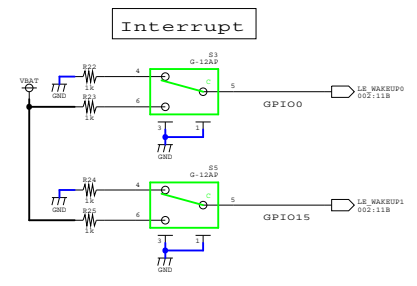 Interrupt
S3
G-12AP
R22
1k
GND
4
C
5
GPIO0
LE_WAKEUP0
002:11B
VBAT
R23
1k
6
3
1
GND
S5
G-12AP
R24
1k
GND
4
C
5
GPIO15
LE_WAKEUP1
002:11B
R25
1k
6
3
1
GND